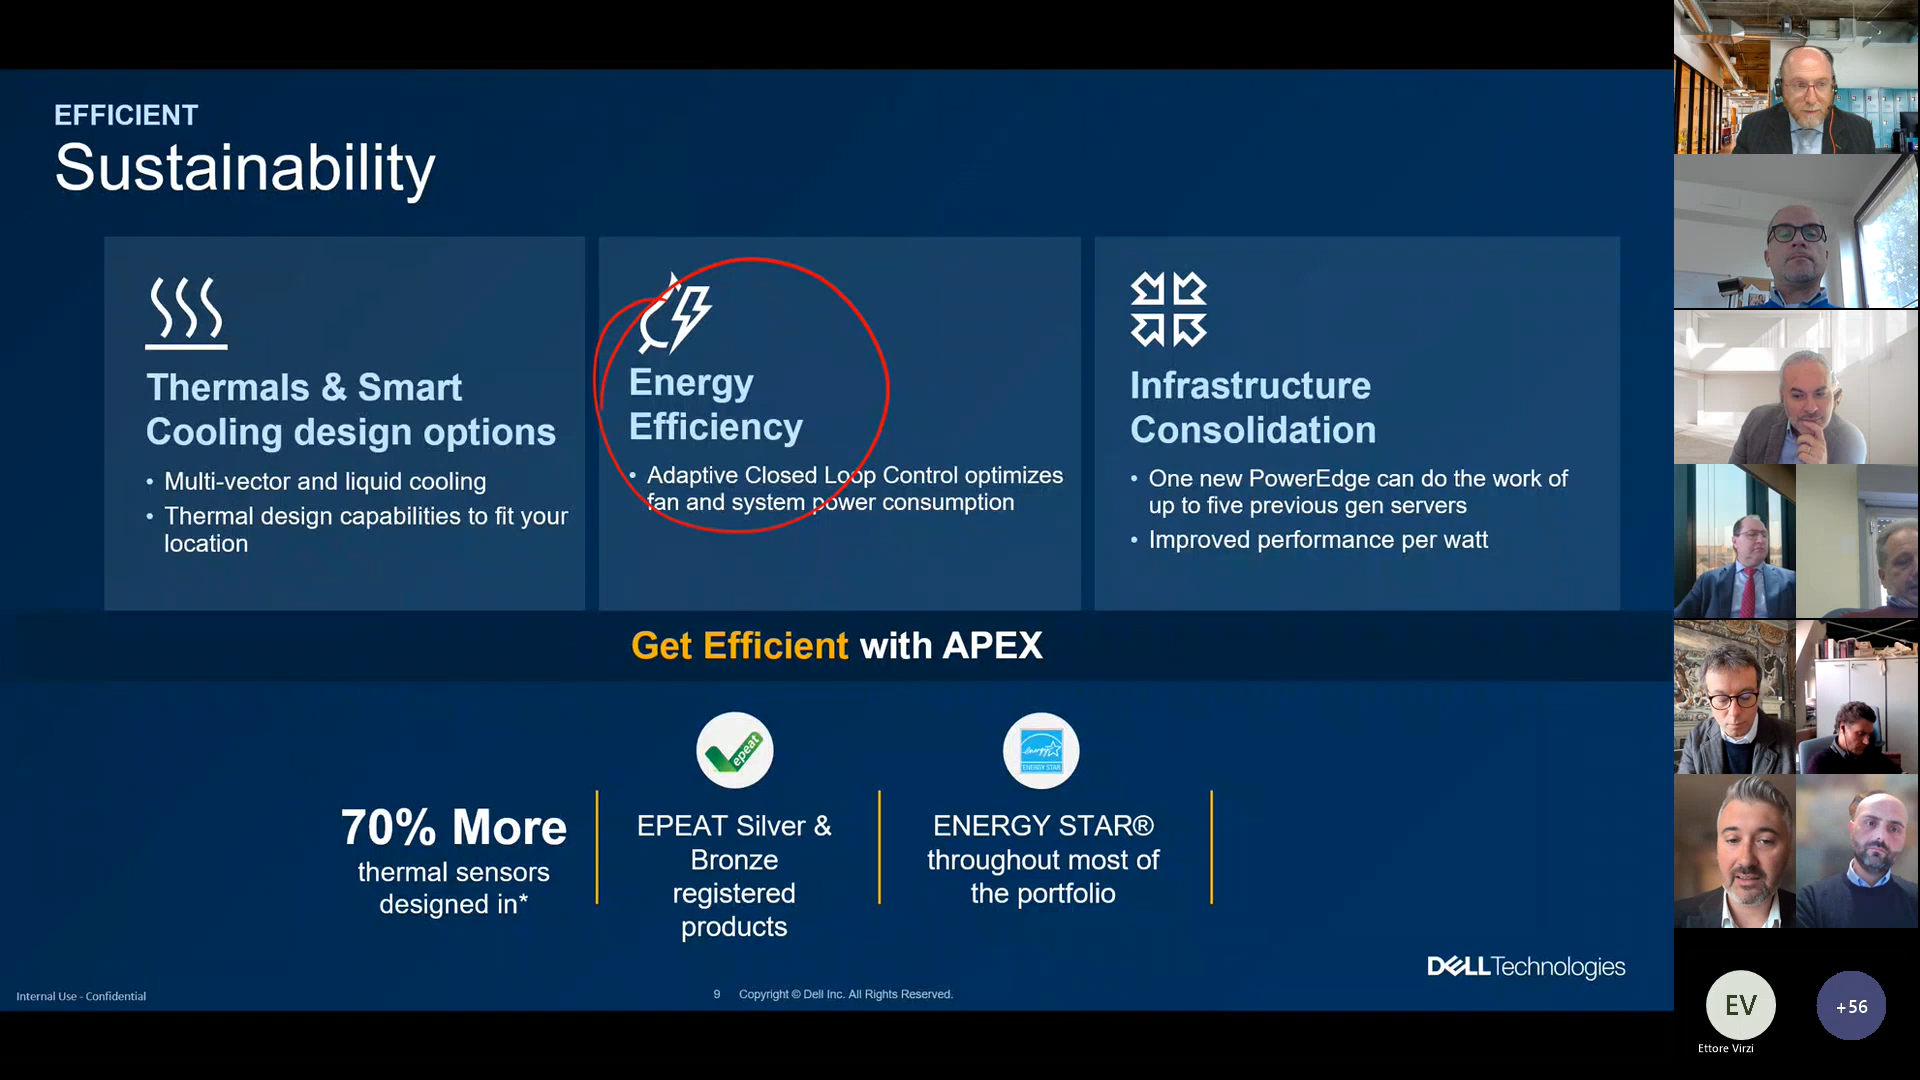 EFFICIENT
Sustainability
Thermals & Smart
Cooling design options
• Multi-vector and liquid cooling
• Thermal design capabilities to fit your
location
Energy
Efficiency
• Adaptive Closed Loop Control optimizes
fan and system power consumption
Infrastructure
Consolidation
• One new PowerEdge can do the work of
up to five previous gen servers
• Improved performance per watt
Get Efficient with APEX
70% More
thermal sensors
designed in*
epeat
EPEAT Silver &
Bronze
registered
products
energy
ENERGY STAR
ENERGY STAR®
throughout most of
the portfolio
DELL Technologies
Internal Use - Confidential
9 Copyright © Dell Inc. All Rights Reserved.
EV
Ettore Virzi
+56